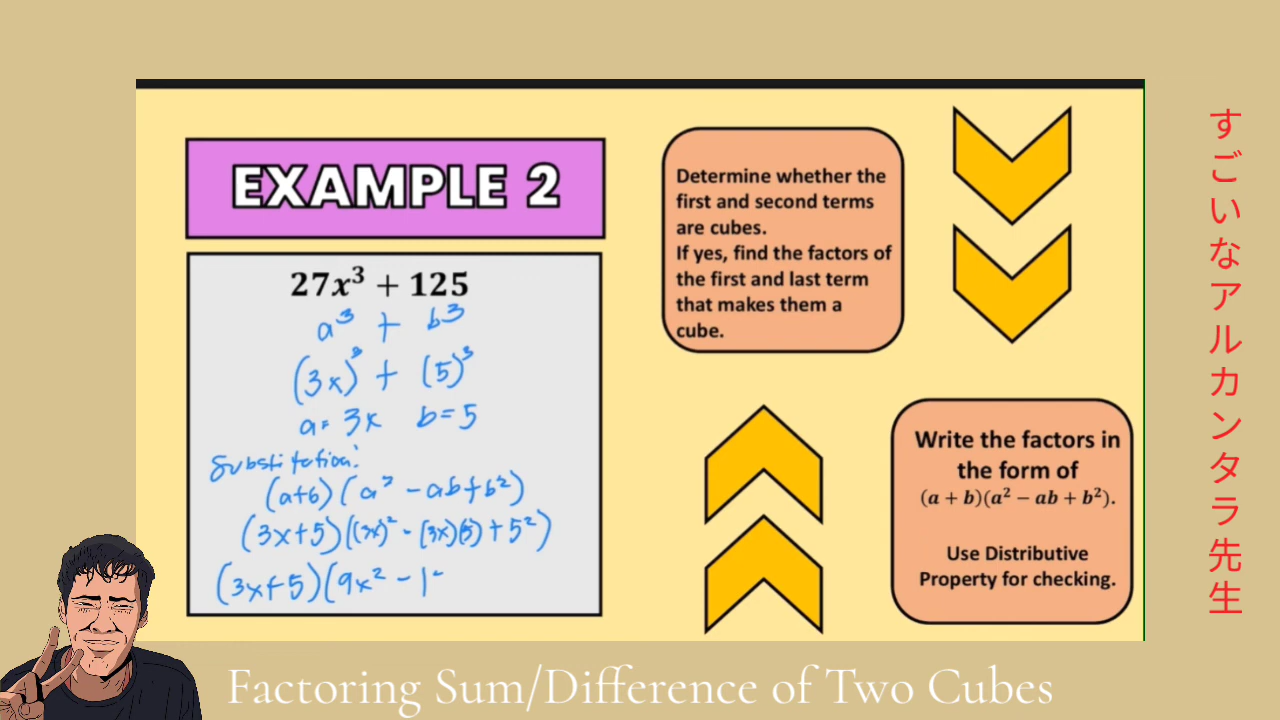 EXAMPLE 2
27x³ + 125
a³ + b³
(3x)³ + (5)³
a = 3x b = 5
Substitution:
(a+b)(a² - ab + b²)
(3x+5)((3x)² - (3x)(5) + 5²)
(3x+5)(9x² - 1
Determine whether the
first and second terms
are cubes.
If yes, find the factors of
the first and last term
that makes them a
cube.
Write the factors in
the form of
(a + b)(a² − ab + b²).
Use Distributive
Property for checking.
すごいなアルカンタラ先生
Factoring Sum/Difference of Two Cubes